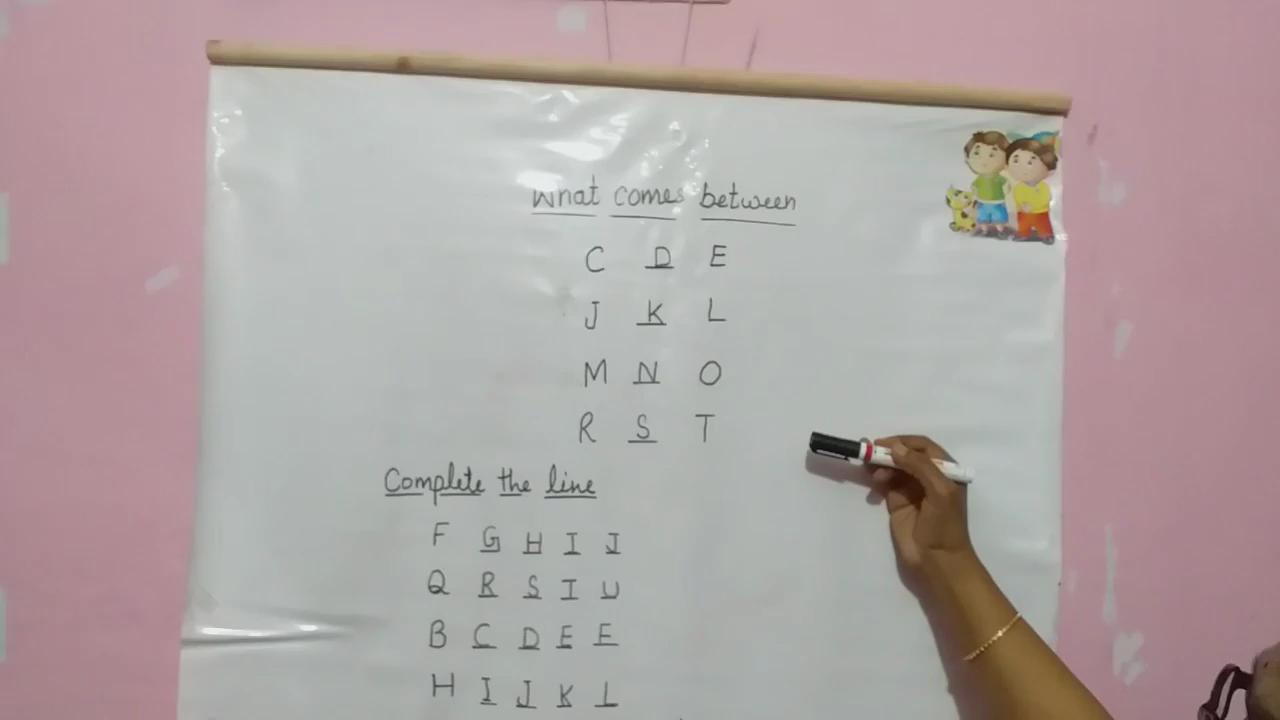 What comes between
C D E
J K L
M N O
R S T
Complete the line
F G H I J
Q R S T U
B C D E F
H I J K L